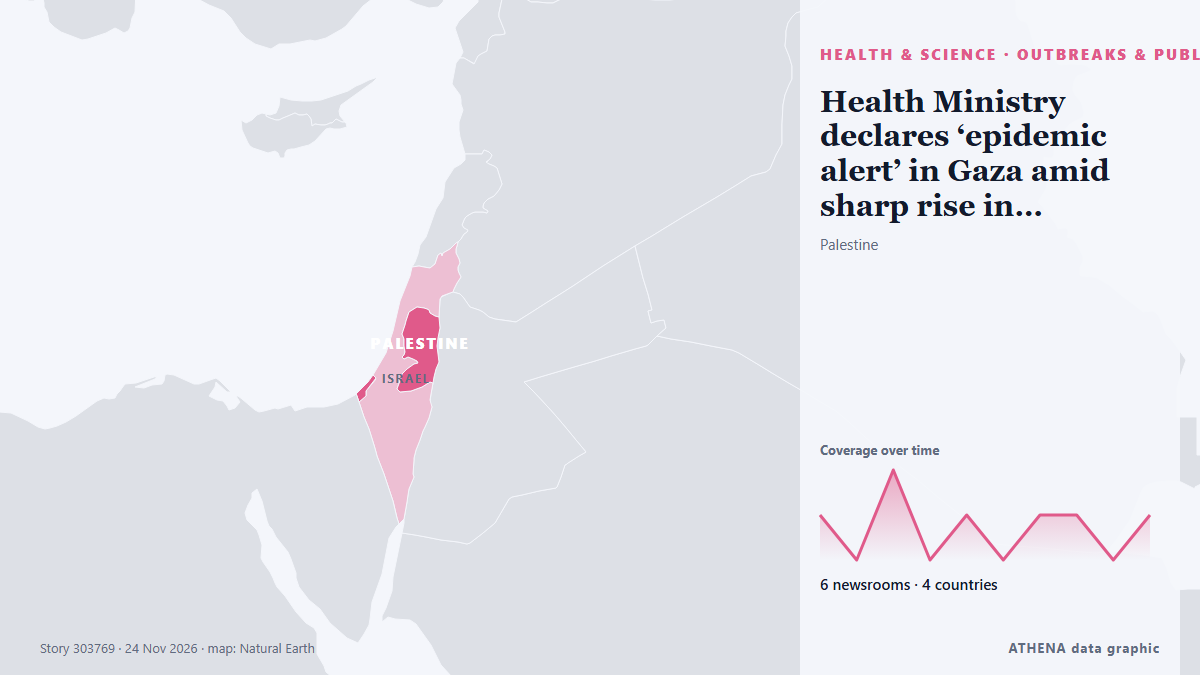 HEALTH & SCIENCE · OUTBREAKS & PUBL
Health Ministry
declares ‘epidemic
alert’ in Gaza amid
sharp rise in…
Palestine
PALESTINE
ISRAEL
Coverage over time
6 newsrooms · 4 countries
Story 303769 · 24 Nov 2026 · map: Natural Earth
ATHENA data graphic